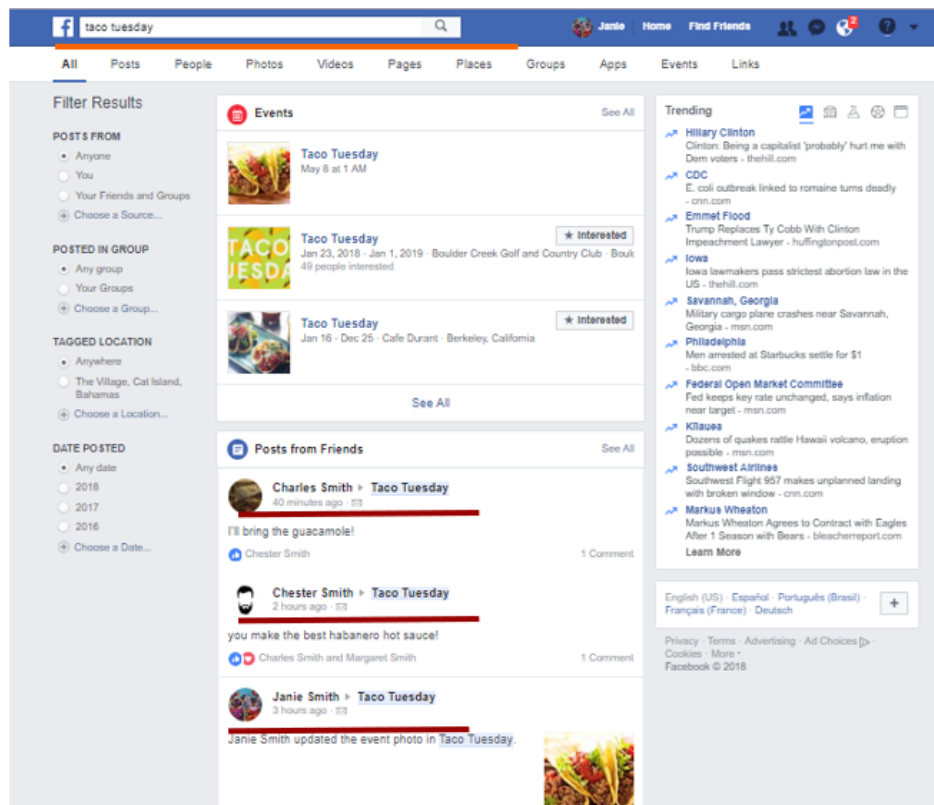 f taco tuesday
Janie Home Find Friends 2 ?
All Posts People Photos Videos Pages Places Groups Apps Events Links
Filter Results
POSTS FROM
Anyone
You
Your Friends and Groups
Choose a Source...
POSTED IN GROUP
Any group
Your Groups
Choose a Group...
TAGGED LOCATION
Anywhere
The Village, Cat Island,
Bahamas
Choose a Location...
DATE POSTED
Any date
2018
2017
2016
Choose a Date...
Events See All
Taco Tuesday
May 8 at 1 AM
TACO
UESDA
Taco Tuesday
★ Interested
Jan 23, 2018 - Jan 1, 2019 · Boulder Creek Golf and Country Club · Bouk
49 people interested
Taco Tuesday
★ Interested
Jan 16 - Dec 25 · Cafe Durant · Berkeley, California
See All
Posts from Friends See All
Charles Smith ▸ Taco Tuesday
40 minutes ago ·
I'll bring the guacamole!
Chester Smith 1 Comment
Chester Smith ▸ Taco Tuesday
2 hours ago ·
you make the best habanero hot sauce!
Charles Smith and Margaret Smith 1 Comment
Janie Smith ▸ Taco Tuesday
3 hours ago ·
Janie Smith updated the event photo in Taco Tuesday.
Trending
Hillary Clinton
Clinton: Being a capitalist 'probably' hurt me with
Dem voters - thehill.com
CDC
E. coli outbreak linked to romaine turns deadly
- cnn.com
Emmet Flood
Trump Replaces Ty Cobb With Clinton
Impeachment Lawyer - huffingtonpost.com
Iowa
Iowa lawmakers pass strictest abortion law in the
US - thehill.com
Savannah, Georgia
Military cargo plane crashes near Savannah,
Georgia - msn.com
Philadelphia
Men arrested at Starbucks settle for $1
- bbc.com
Federal Open Market Committee
Fed keeps key rate unchanged, says inflation
near target - msn.com
Kilauea
Dozens of quakes rattle Hawaii volcano, eruption
possible - msn.com
Southwest Airlines
Southwest Flight 957 makes unplanned landing
with broken window - cnn.com
Markus Wheaton
Markus Wheaton Agrees to Contract with Eagles
After 1 Season with Bears - bleacherreport.com
Learn More
English (US) · Español · Português (Brasil) ·
Français (France) · Deutsch
+
Privacy · Terms · Advertising · Ad Choices ·
Cookies · More
Facebook © 2018